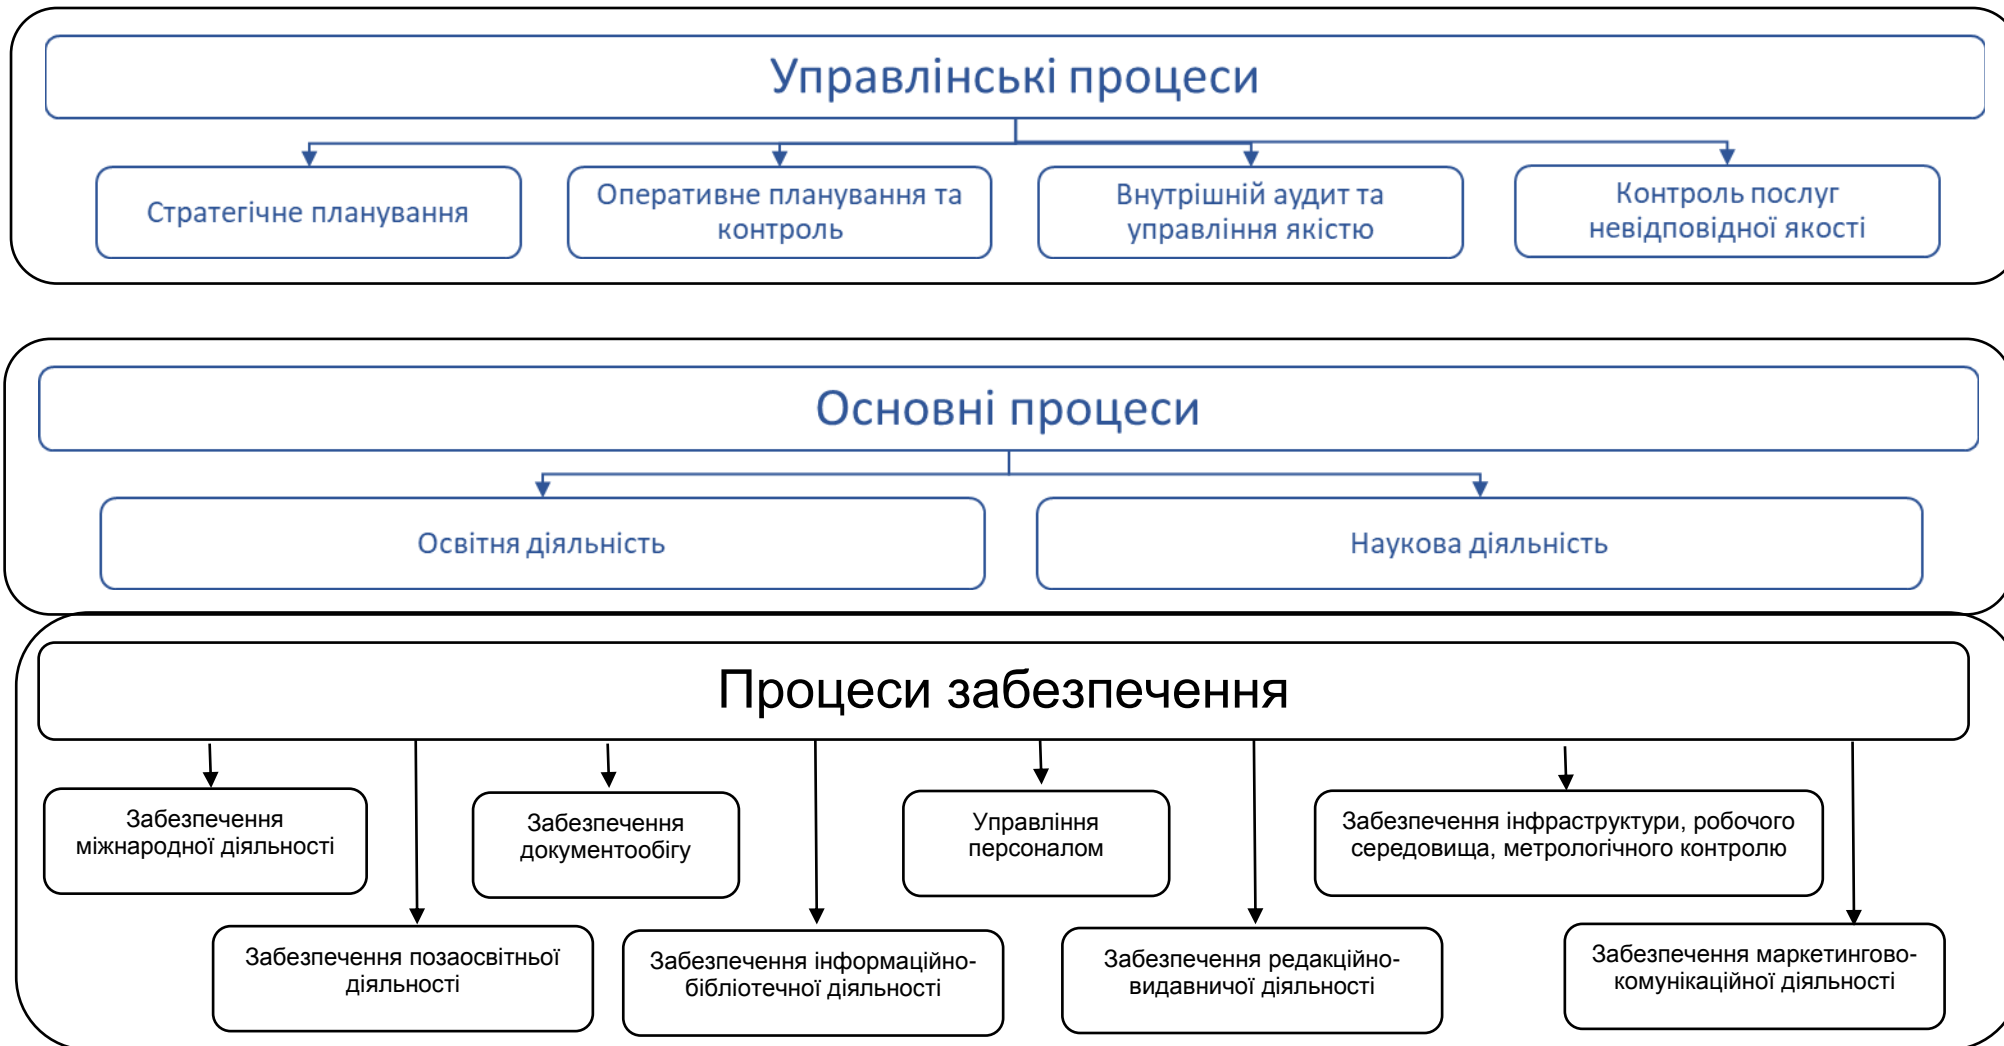 Управлінські процеси
Стратегічне планування
Оперативне планування та
контроль
Внутрішній аудит та
управління якістю
Контроль послуг
невідповідної якості
Основні процеси
Освітня діяльність
Наукова діяльність
Процеси забезпечення
Забезпечення
міжнародної діяльності
Забезпечення
документообігу
Управління
персоналом
Забезпечення інфраструктури, робочого
середовища, метрологічного контролю
Забезпечення позаосвітньої
діяльності
Забезпечення інформаційно-
бібліотечної діяльності
Забезпечення редакційно-
видавничої діяльності
Забезпечення маркетингово-
комунікаційної діяльності